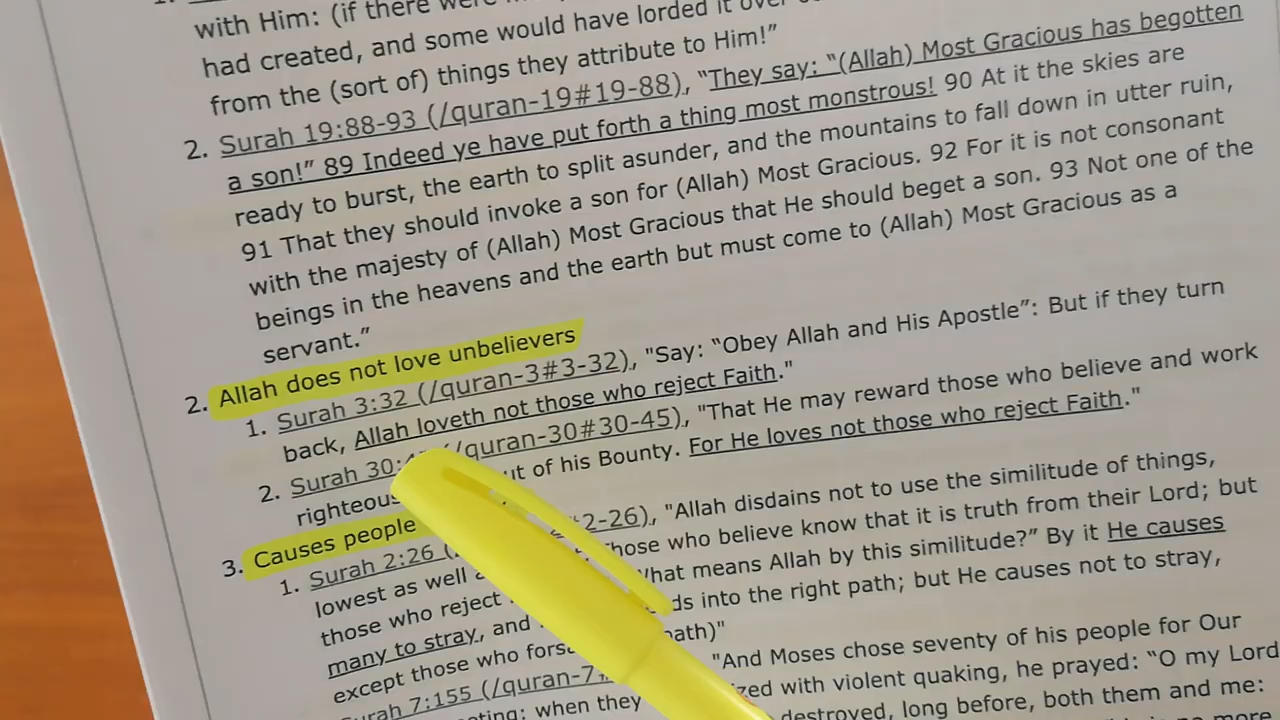 with Him: (if there were
had created, and some would have lorded it over
from the (sort of) things they attribute to Him!”
2. Surah 19:88-93 (/quran-19#19-88), “They say: “(Allah) Most Gracious has begotten
a son!” 89 Indeed ye have put forth a thing most monstrous! 90 At it the skies are
ready to burst, the earth to split asunder, and the mountains to fall down in utter ruin,
91 That they should invoke a son for (Allah) Most Gracious. 92 For it is not consonant
with the majesty of (Allah) Most Gracious that He should beget a son. 93 Not one of the
beings in the heavens and the earth but must come to (Allah) Most Gracious as a
servant.”
2. Allah does not love unbelievers
1. Surah 3:32 (/quran-3#3-32), "Say: “Obey Allah and His Apostle”: But if they turn
back, Allah loveth not those who reject Faith."
2. Surah 30: (/quran-30#30-45), "That He may reward those who believe and work
righteous of his Bounty. For He loves not those who reject Faith."
3. Causes people
1. Surah 2:26 2-26), "Allah disdains not to use the similitude of things,
lowest as well those who believe know that it is truth from their Lord; but
those who reject What means Allah by this similitude?” By it He causes
many to stray, and into the right path; but He causes not to stray,
except those who path)"
7:155 (/quran-7 "And Moses chose seventy of his people for Our
when they with violent quaking, he prayed: “O my Lord
destroyed, long before, both them and me: